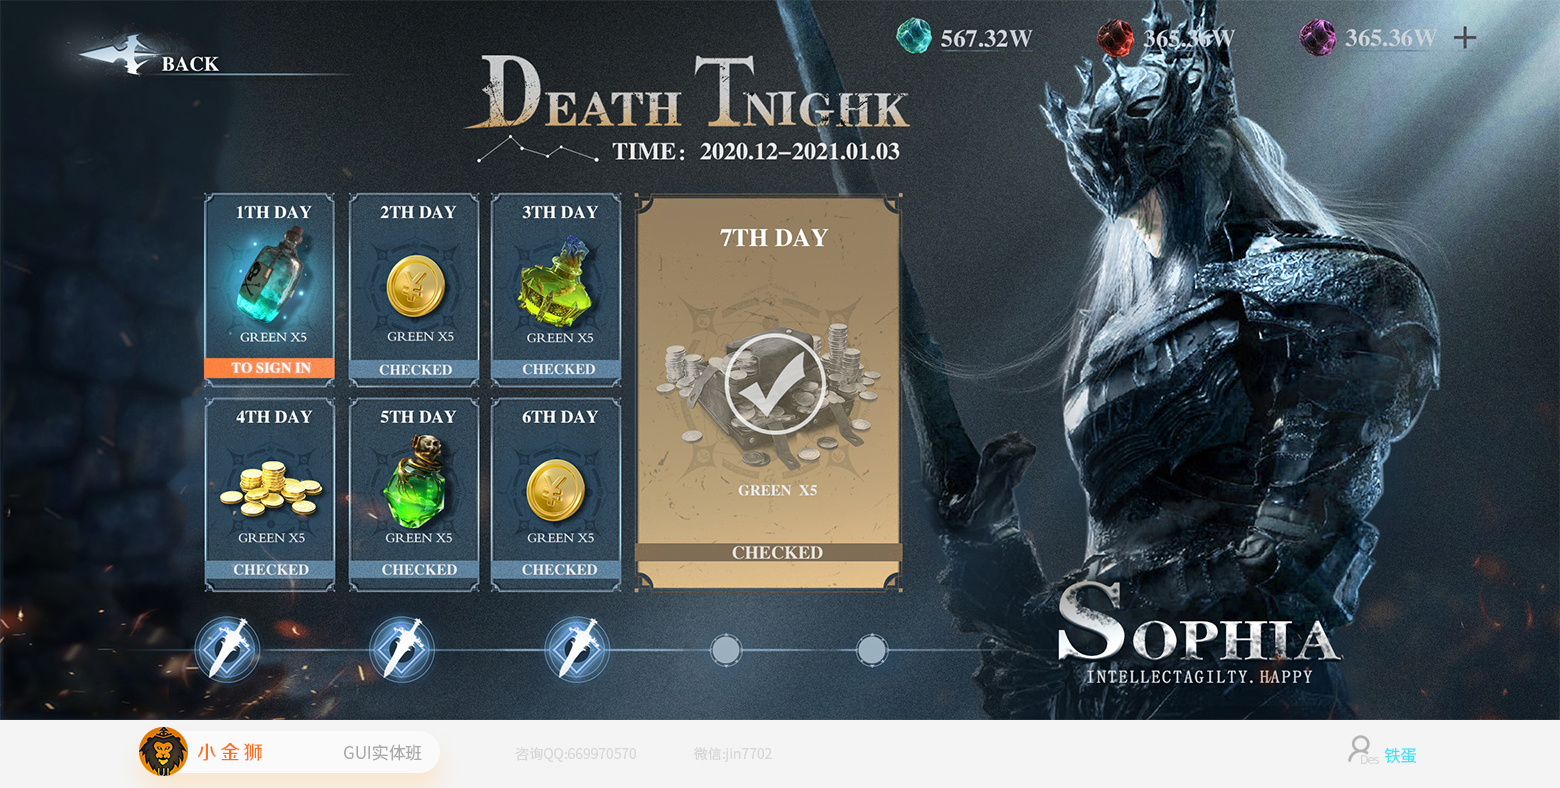 BACK
567.32W
365.36W
365.36W
DEATH TNIGHK
TIME：2020.12-2021.01.03
1TH DAY
GREEN X5
TO SIGN IN
2TH DAY
GREEN X5
CHECKED
3TH DAY
GREEN X5
CHECKED
7TH DAY
GREEN X5
CHECKED
4TH DAY
GREEN X5
CHECKED
5TH DAY
GREEN X5
CHECKED
6TH DAY
GREEN X5
CHECKED
SOPHIA
INTELLECTAGILTY.HAPPY
小金狮
GUI实体班
咨询QQ:669970570
微信:jin7702
Des 铁蛋